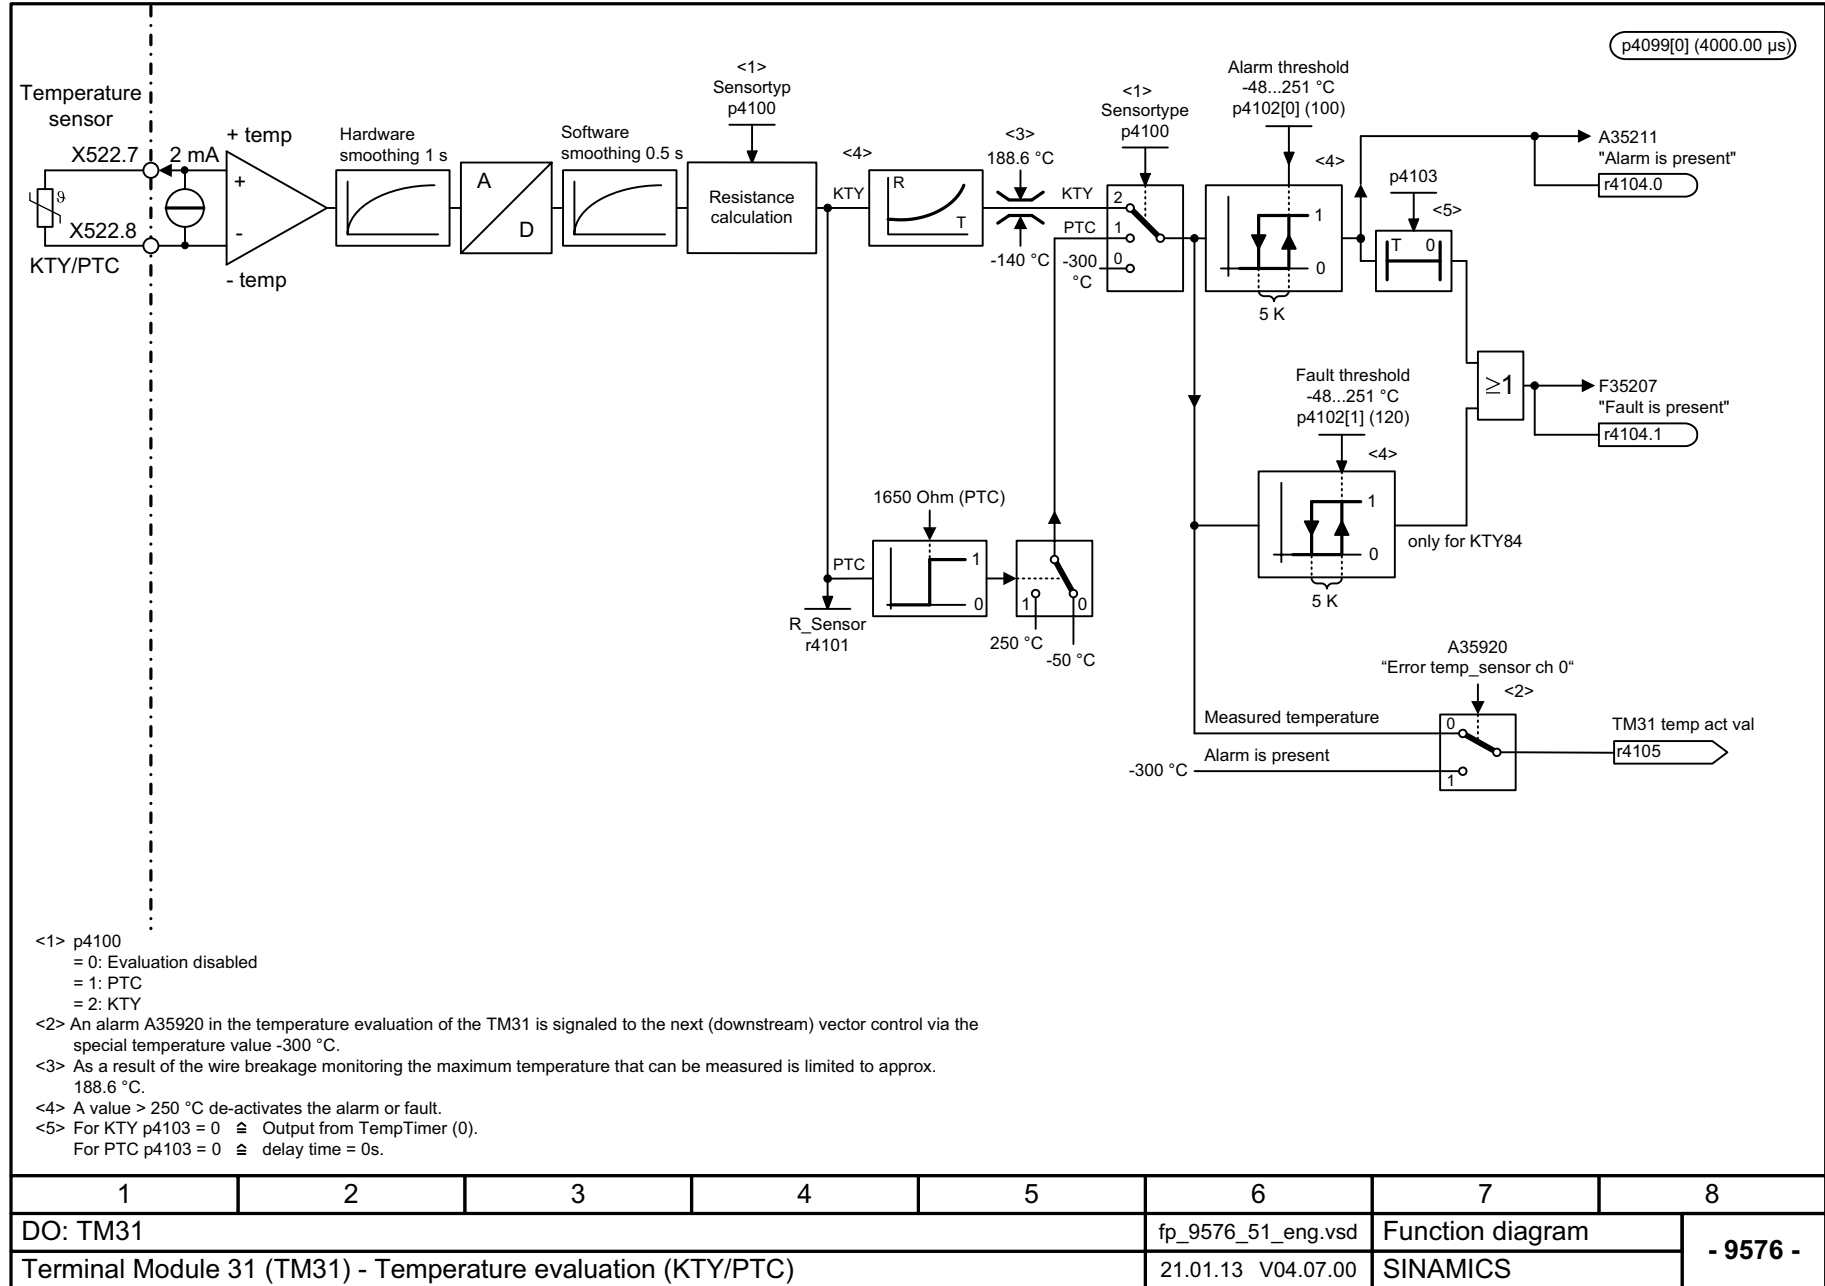 p4099[0] (4000.00 µs)
Temperature
sensor
X522.7
2 mA
ϑ
X522.8
KTY/PTC
+ temp
+
-
- temp
Hardware
smoothing 1 s
A
D
Software
smoothing 0.5 s
<1>
Sensortyp
p4100
Resistance
calculation
<4>
KTY
R
T
<3>
188.6 °C
-140 °C
KTY
PTC
-300
°C
<1>
Sensortype
p4100
2
1
0
Alarm threshold
-48...251 °C
p4102[0] (100)
<4>
1
0
5 K
p4103
<5>
T
0
A35211
"Alarm is present"
r4104.0
≥1
F35207
"Fault is present"
r4104.1
Fault threshold
-48...251 °C
p4102[1] (120)
<4>
1
0
5 K
only for KTY84
1650 Ohm (PTC)
PTC
1
0
R_Sensor
r4101
1
0
250 °C
-50 °C
A35920
“Error temp_sensor ch 0“
<2>
Measured temperature
0
TM31 temp act val
r4105
Alarm is present
-300 °C
1
<1> p4100
= 0: Evaluation disabled
= 1: PTC
= 2: KTY
<2> An alarm A35920 in the temperature evaluation of the TM31 is signaled to the next (downstream) vector control via the
special temperature value -300 °C.
<3> As a result of the wire breakage monitoring the maximum temperature that can be measured is limited to approx.
188.6 °C.
<4> A value > 250 °C de-activates the alarm or fault.
<5> For KTY p4103 = 0 ≙ Output from TempTimer (0).
For PTC p4103 = 0 ≙ delay time = 0s.
1 2 3 4 5 6 7 8
DO: TM31
fp_9576_51_eng.vsd
Function diagram
- 9576 -
Terminal Module 31 (TM31) - Temperature evaluation (KTY/PTC)
21.01.13 V04.07.00
SINAMICS